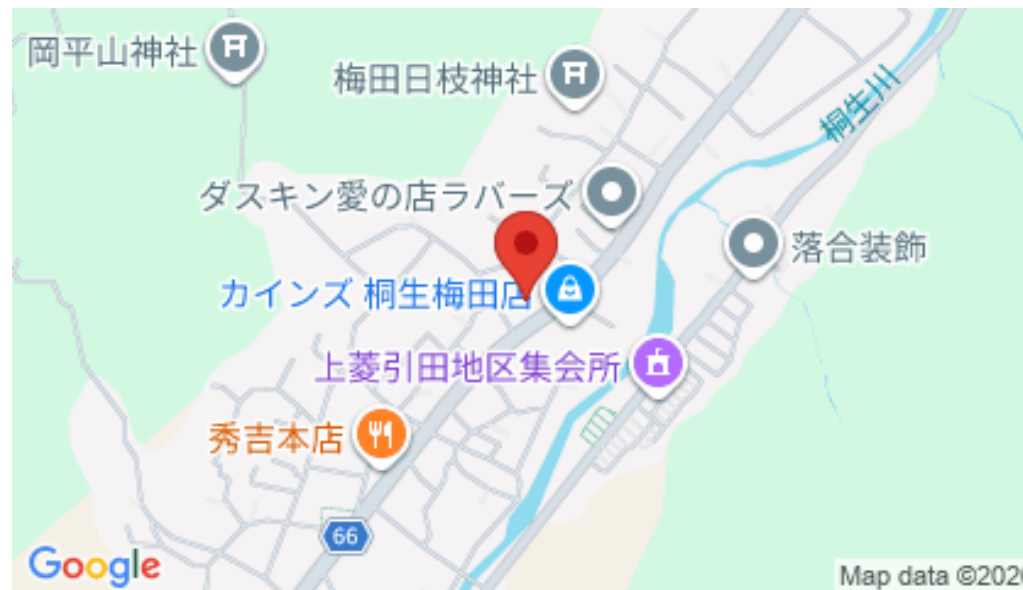 岡平山神社
梅田日枝神社
桐生川
ダスキン愛の店ラバーズ
落合装飾
カインズ 桐生梅田店
上菱引田地区集会所
秀吉本店
66
Google
Map data ©202